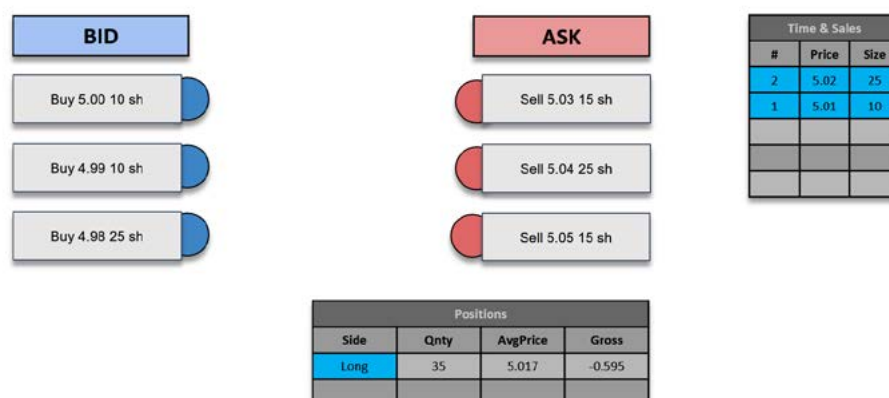 BID
Buy 5.00 10 sh
Buy 4.99 10 sh
Buy 4.98 25 sh
ASK
Sell 5.03 15 sh
Sell 5.04 25 sh
Sell 5.05 15 sh
Time & Sales
# Price Size
2 5.02 25
1 5.01 10
Positions
Side Qnty AvgPrice Gross
Long 35 5.017 -0.595